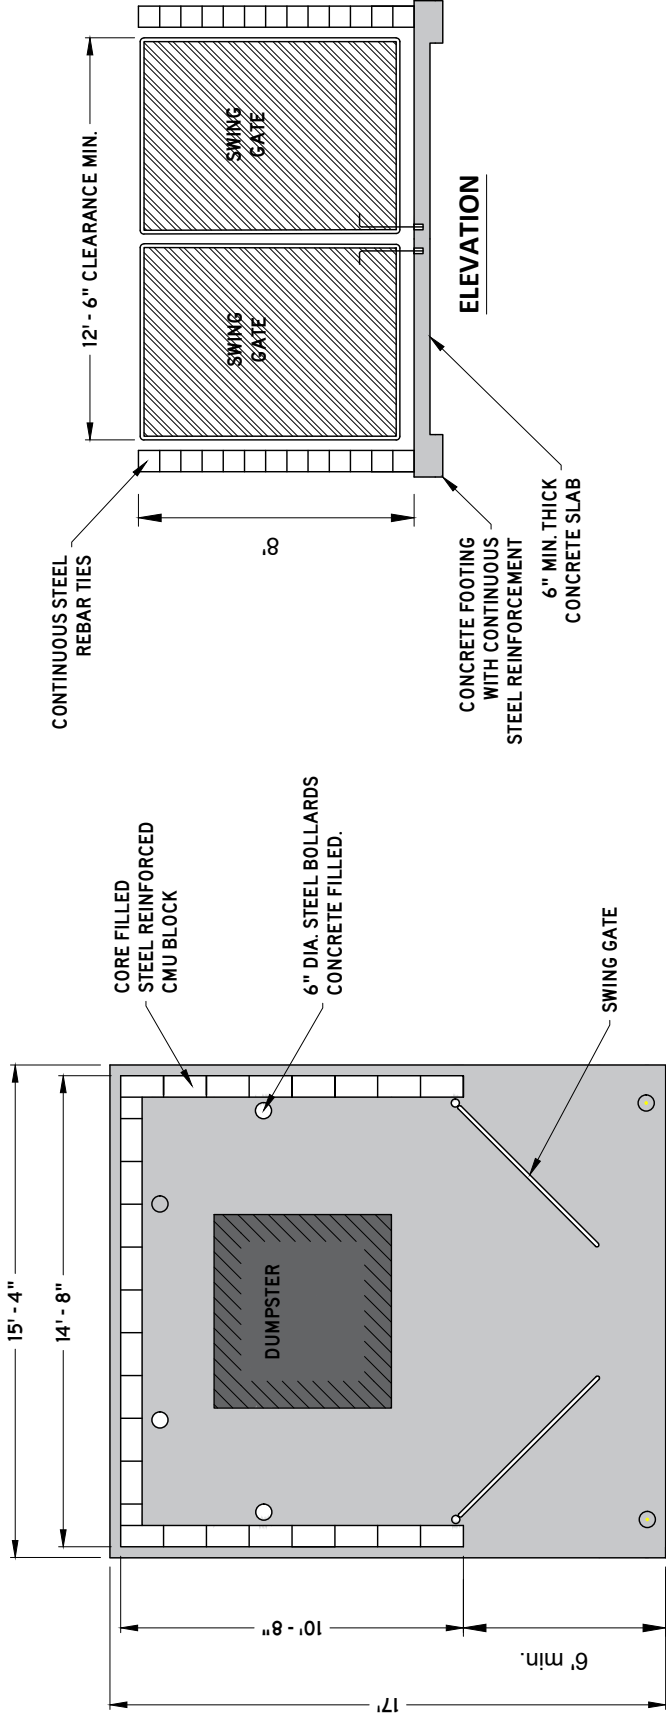 15' - 4"
14' - 8"
CORE FILLED
STEEL REINFORCED
CMU BLOCK
6" DIA. STEEL BOLLARDS
CONCRETE FILLED.
DUMPSTER
SWING GATE
10' - 8"
6' min.
17'
CONTINUOUS STEEL
REBAR TIES
12' - 6" CLEARANCE MIN.
SWING
GATE
SWING
GATE
8'
CONCRETE FOOTING
WITH CONTINUOUS
STEEL REINFORCEMENT
6" MIN. THICK
CONCRETE SLAB
ELEVATION